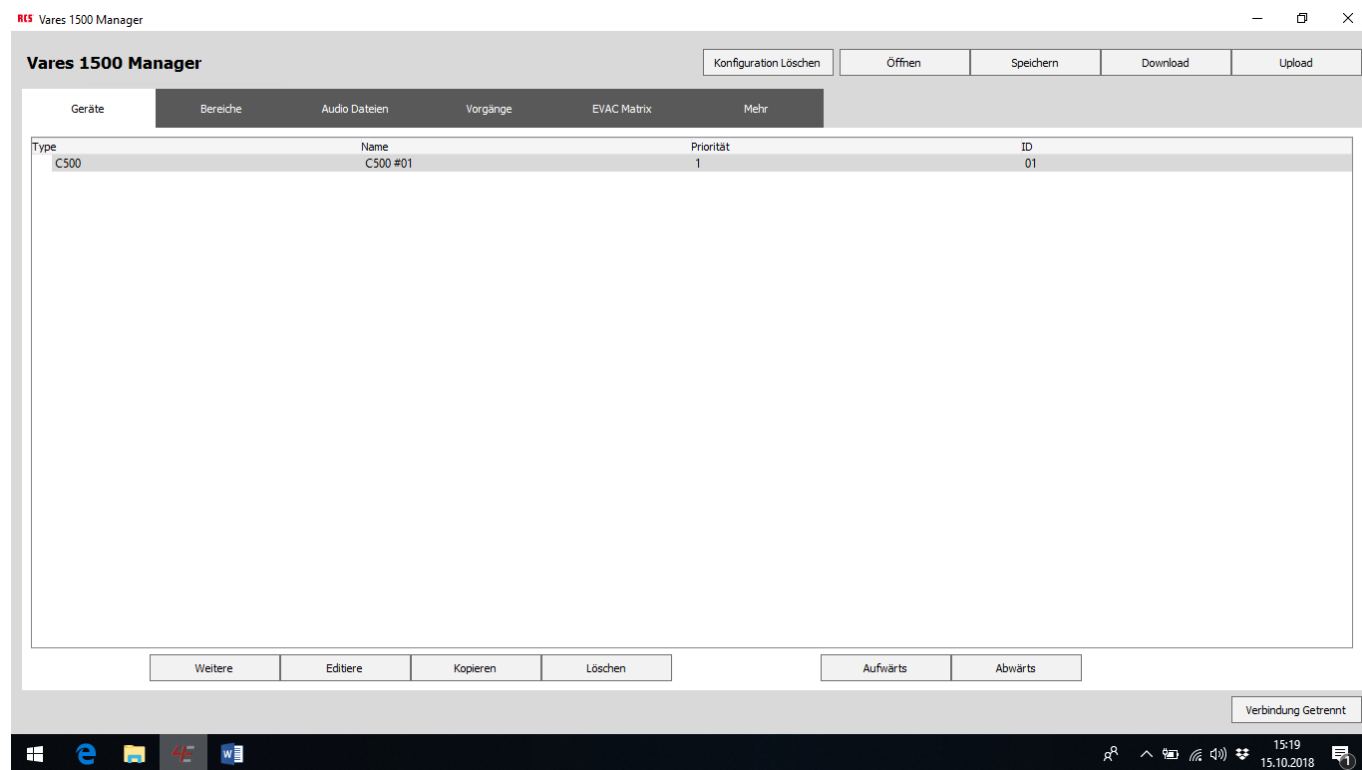 RCS Vares 1500 Manager
Vares 1500 Manager
Konfiguration Löschen Öffnen Speichern Download Upload
Geräte Bereiche Audio Dateien Vorgänge EVAC Matrix Mehr
Type Name Priorität ID
C500 C500 #01 1 01
Weitere Editiere Kopieren Löschen Aufwärts Abwärts
Verbindung Getrennt
15:19
15.10.2018
1